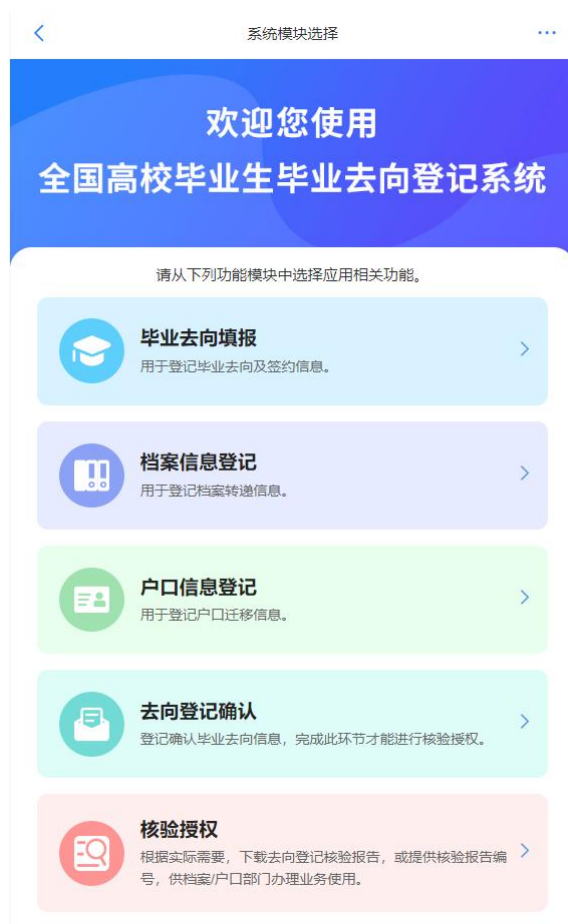 系统模块选择
欢迎您使用
全国高校毕业生毕业去向登记系统
请从下列功能模块中选择应用相关功能。
毕业去向填报
用于登记毕业去向及签约信息。
档案信息登记
用于登记档案转递信息。
户口信息登记
用于登记户口迁移信息。
去向登记确认
登记确认毕业去向信息，完成此环节才能进行核验授权。
核验授权
根据实际需要，下载去向登记核验报告，或提供核验报告编
号，供档案/户口部门办理业务使用。